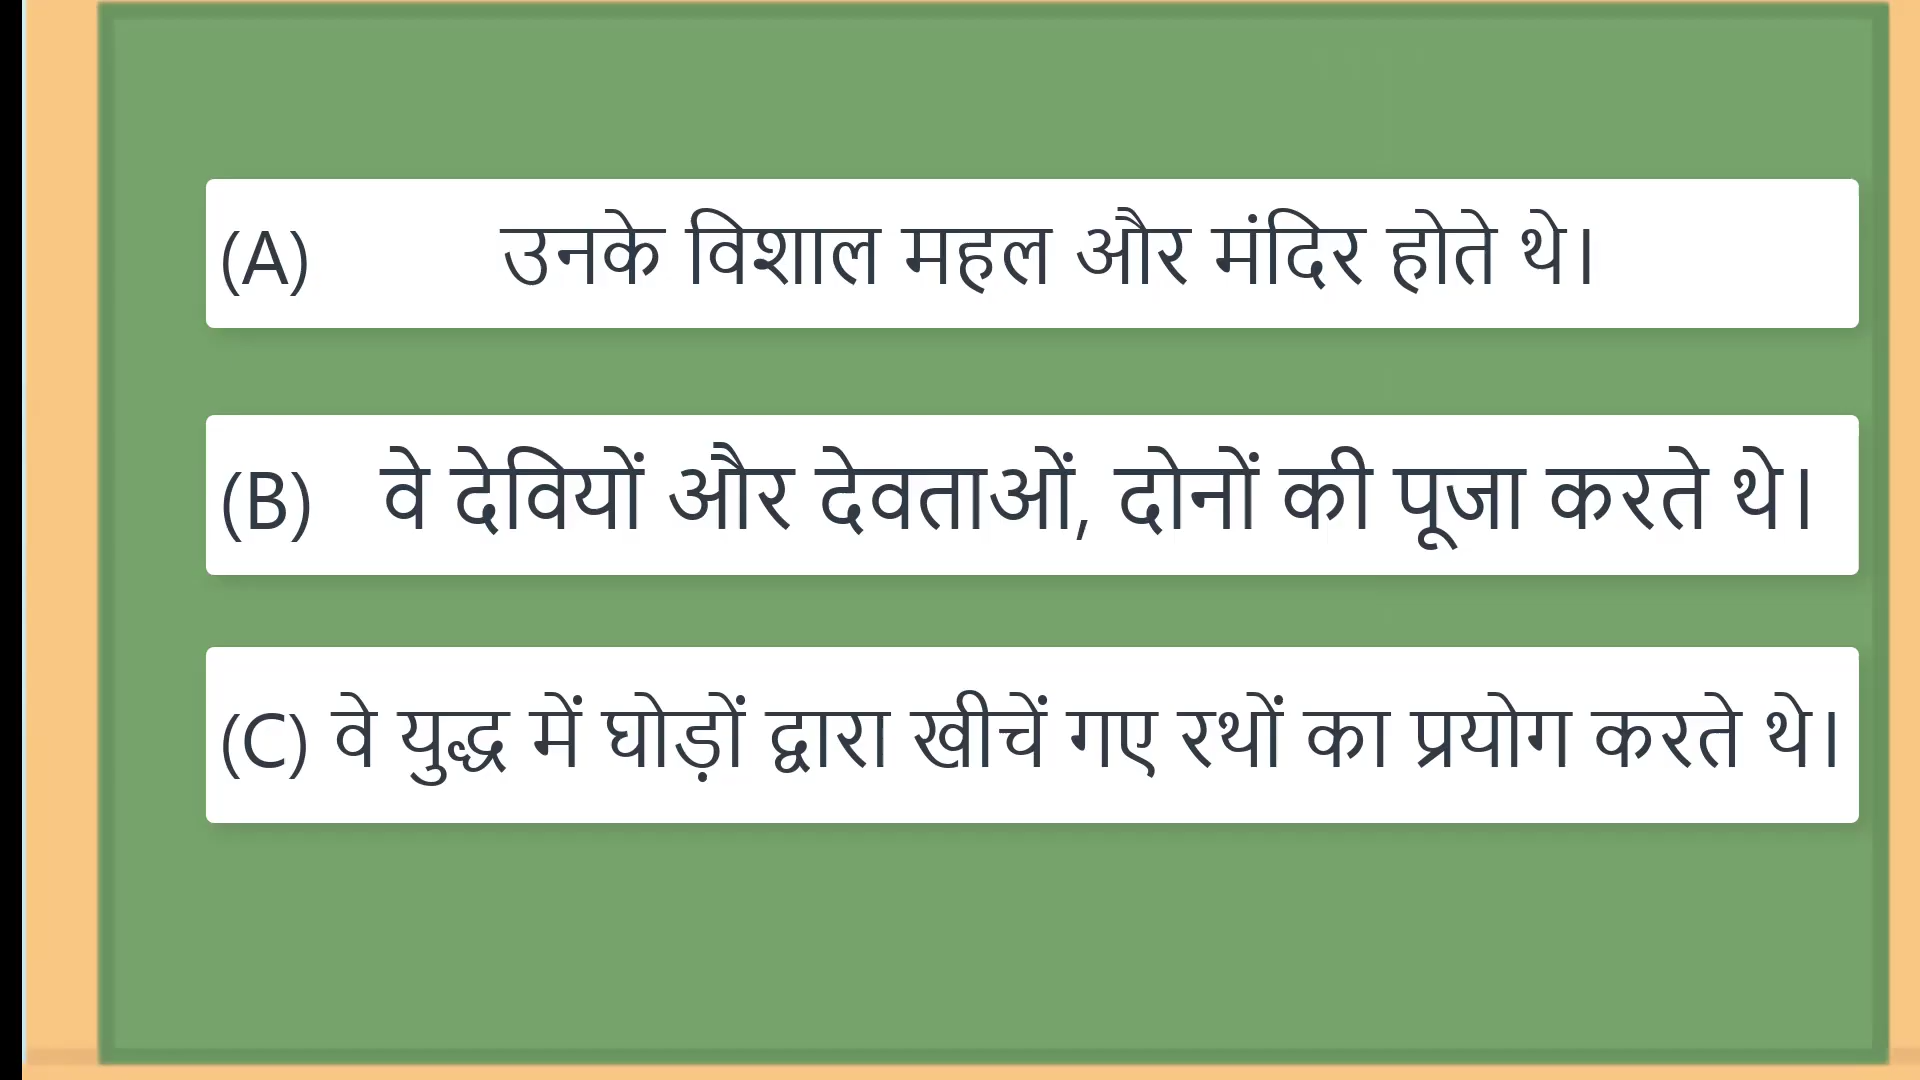 (A) उनके विशाल महल और मंदिर होते थे।
(B) वे देवियों और देवताओं, दोनों की पूजा करते थे।
(C) वे युद्ध में घोड़ों द्वारा खीचें गए रथों का प्रयोग करते थे।